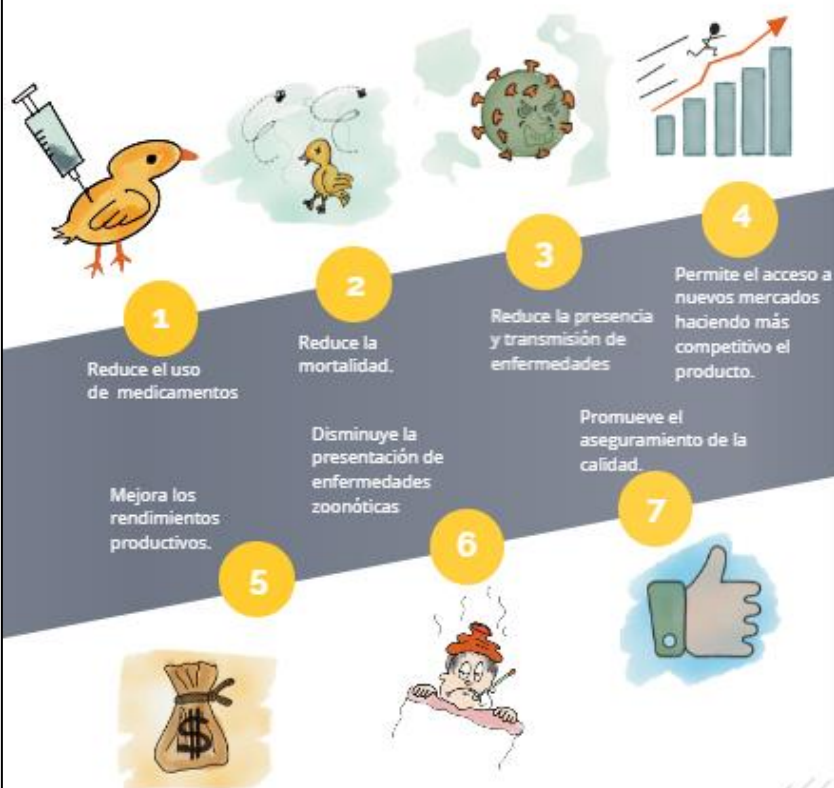 1
Reduce el uso
de medicamentos
2
Reduce la
mortalidad.
3
Reduce la presencia
y transmisión de
enfermedades
4
Permite el acceso a
nuevos mercados
haciendo más
competitivo el
producto.
Mejora los
rendimientos
productivos.
5
$
Disminuye la
presentación de
enfermedades
zoonóticas
6
Promueve el
aseguramiento de la
calidad.
7